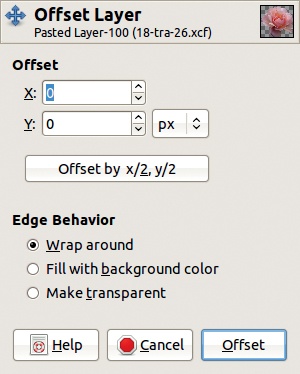 Offset Layer
Pasted Layer-100 (18-tra-26.xcf)
Offset
X: 0
Y: 0 px
Offset by x/2, y/2
Edge Behavior
Wrap around
Fill with background color
Make transparent
Help Cancel Offset